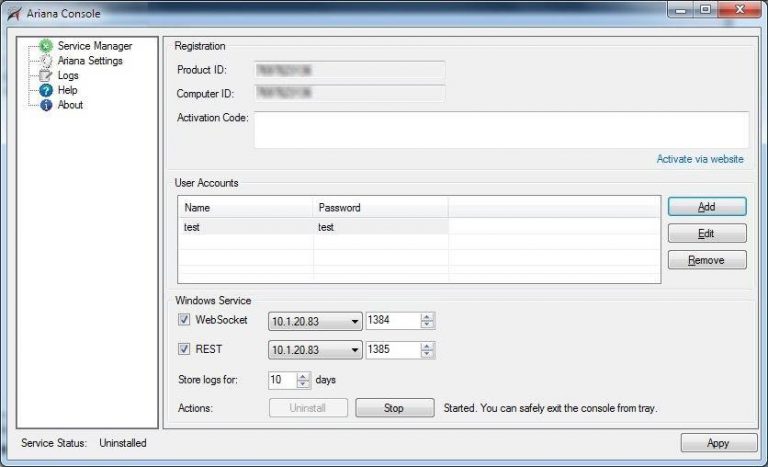 Ariana Console
Service Manager
Ariana Settings
Logs
Help
About
Registration
Product ID:
Computer ID:
Activation Code:
Activate via website
User Accounts
Name Password
test test
Add
Edit
Remove
Windows Service
WebSocket 10.1.20.83 1384
REST 10.1.20.83 1385
Store logs for: 10 days
Actions: Uninstall Stop Started. You can safely exit the console from tray.
Service Status: Uninstalled
Appy